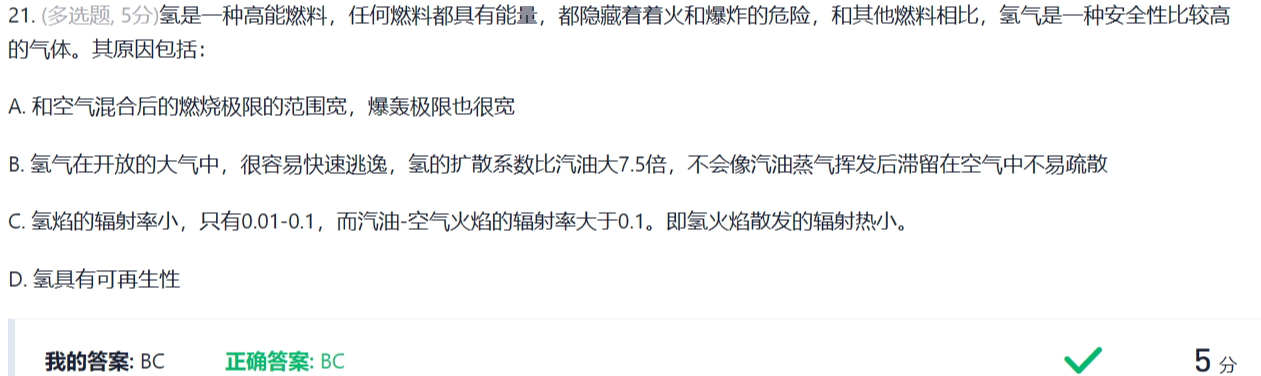 21. (多选题, 5分)氢是一种高能燃料，任何燃料都具有能量，都隐藏着着火和爆炸的危险，和其他燃料相比，氢气是一种安全性比较高
的气体。其原因包括：
A. 和空气混合后的燃烧极限的范围宽，爆轰极限也很宽
B. 氢气在开放的大气中，很容易快速逃逸，氢的扩散系数比汽油大7.5倍，不会像汽油蒸气挥发后滞留在空气中不易疏散
C. 氢焰的辐射率小，只有0.01-0.1，而汽油-空气火焰的辐射率大于0.1。即氢火焰散发的辐射热小。
D. 氢具有可再生性
我的答案: BC 正确答案: BC 5 分